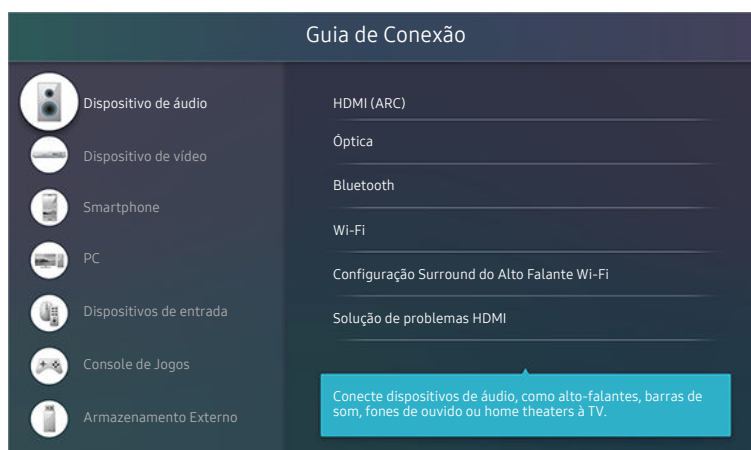 Guia de Conexão
Dispositivo de áudio
Dispositivo de vídeo
Smartphone
PC
Dispositivos de entrada
Console de Jogos
Armazenamento Externo
HDMI (ARC)
Óptica
Bluetooth
Wi-Fi
Configuração Surround do Alto Falante Wi-Fi
Solução de problemas HDMI
Conecte dispositivos de áudio, como alto-falantes, barras de
som, fones de ouvido ou home theaters à TV.